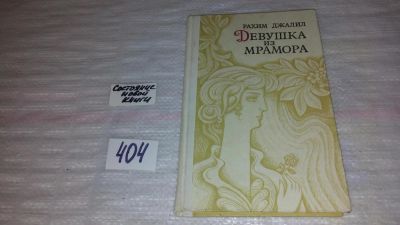 РАХИМ ДЖАЛИЛ
ДЕВУШКА
ИЗ
МРАМОРА
Состояние
новой
книги
404